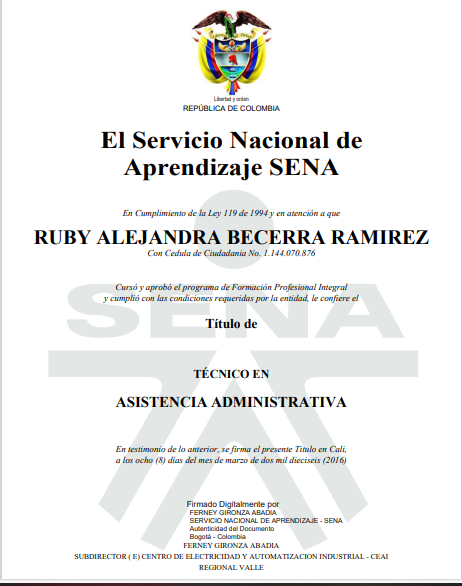 Libertad y orden
REPÚBLICA DE COLOMBIA
El Servicio Nacional de
Aprendizaje SENA
En Cumplimiento de la Ley 119 de 1994 y en atención a que
RUBY ALEJANDRA BECERRA RAMIREZ
Con Cedula de Ciudadania No. 1.144.070.876
Cursó y aprobó el programa de Formación Profesional Integral
y cumplió con las condiciones requeridas por la entidad, le confiere el
SENA
Título de
TÉCNICO EN
ASISTENCIA ADMINISTRATIVA
En testimonio de lo anterior, se firma el presente Título en Cali,
a los ocho (8) días del mes de marzo de dos mil dieciseis (2016)
Firmado Digitalmente por
FERNEY GIRONZA ABADIA
SERVICIO NACIONAL DE APRENDIZAJE - SENA
Autenticidad del Documento
Bogotá - Colombia
FERNEY GIRONZA ABADIA
SUBDIRECTOR ( E) CENTRO DE ELECTRICIDAD Y AUTOMATIZACION INDUSTRIAL - CEAI
REGIONAL VALLE